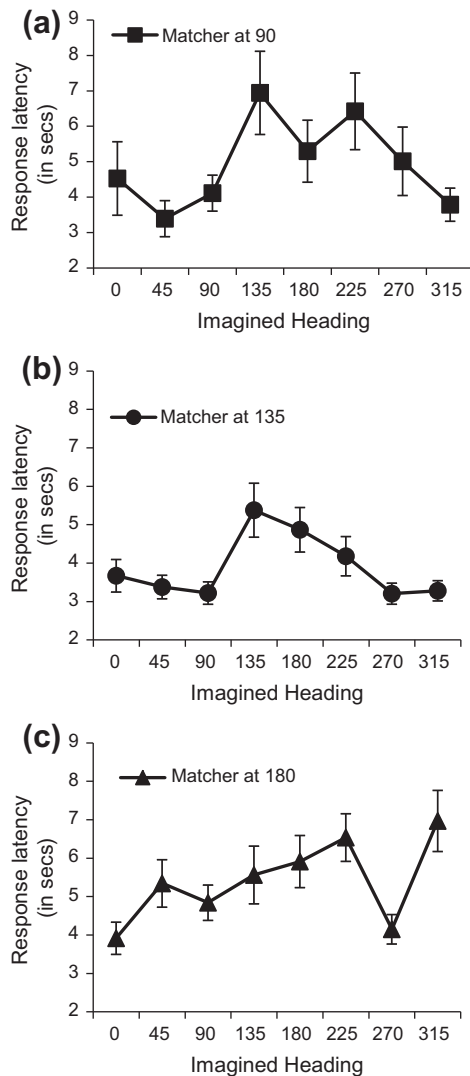 (a)
Matcher at 90
Response latency
(in secs)
9
8
7
6
5
4
3
2
0 45 90 135 180 225 270 315
Imagined Heading
(b)
Matcher at 135
Response latency
(in secs)
9
8
7
6
5
4
3
2
0 45 90 135 180 225 270 315
Imagined Heading
(c)
Matcher at 180
Response latency
(in secs)
9
8
7
6
5
4
3
2
0 45 90 135 180 225 270 315
Imagined Heading